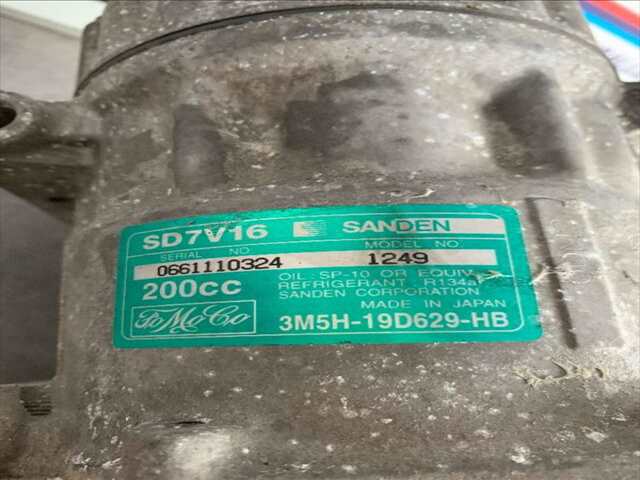 SD7V16 SANDEN
SERIAL NO MODEL NO
0661110324 1249
200CC
OIL SP-10 OR EQUIV
REFRIGERANT R134a
SANDEN CORPORATION
MADE IN JAPAN
FoMoCo 3M5H-19D629-HB